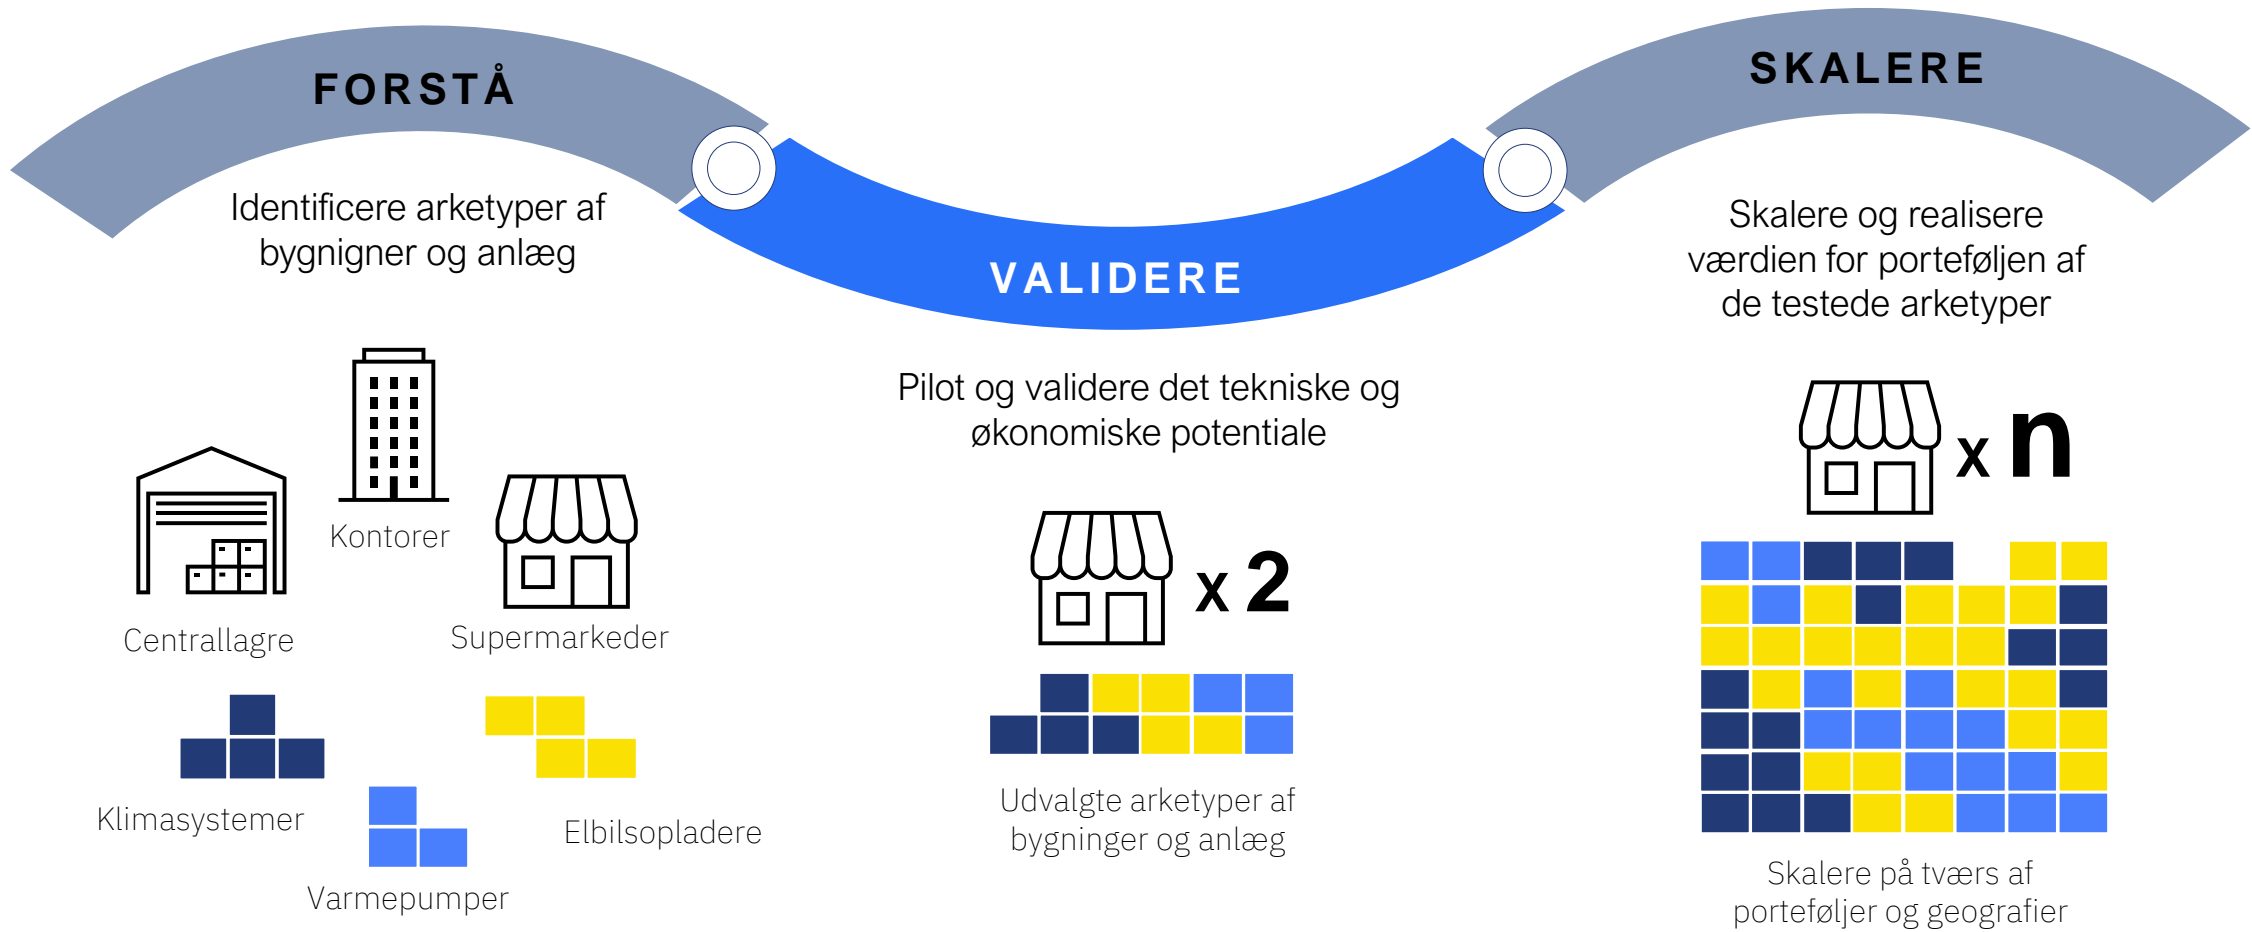 FORSTÅ
Identificere arketyper af
bygnigner og anlæg
Kontorer
Centrallagre
Supermarkeder
Klimasystemer
Elbilsopladere
Varmepumper
VALIDERE
Pilot og validere det tekniske og
økonomiske potentiale
x 2
Udvalgte arketyper af
bygninger og anlæg
SKALERE
Skalere og realisere
værdien for porteføljen af
de testede arketyper
x n
Skalere på tværs af
porteføljer og geografier